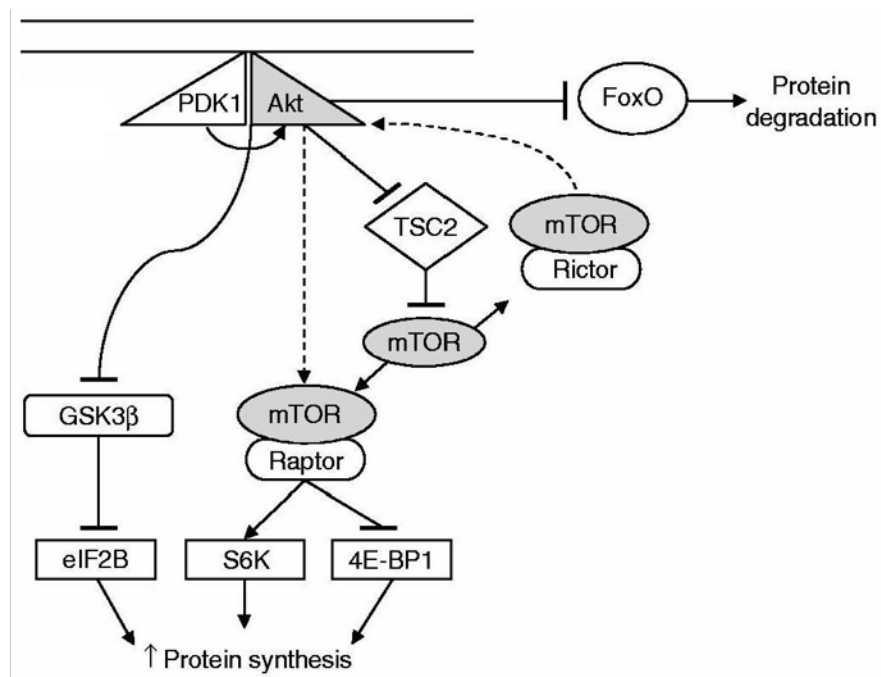 PDK1
Akt
FoxO
Protein
degradation
TSC2
mTOR
Rictor
mTOR
GSK3β
mTOR
Raptor
eIF2B
S6K
4E-BP1
↑ Protein synthesis